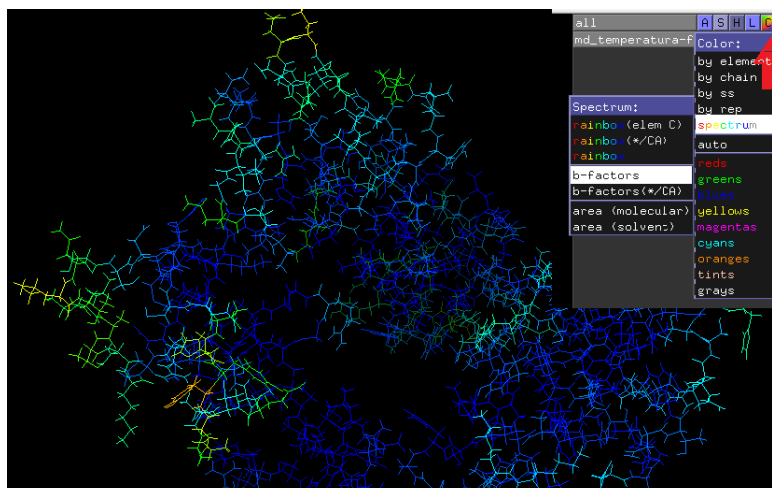 all A S H L C
md_temperatura-f
Color:
by element
by chain
by ss
by rep
spectrum
auto
reds
greens
blues
yellows
magentas
cyans
oranges
tints
grays
Spectrum:
rainbow(elem C)
rainbow(*/CA)
rainbow
b-factors
b-factors(*/CA)
area (molecular)
area (solvent)